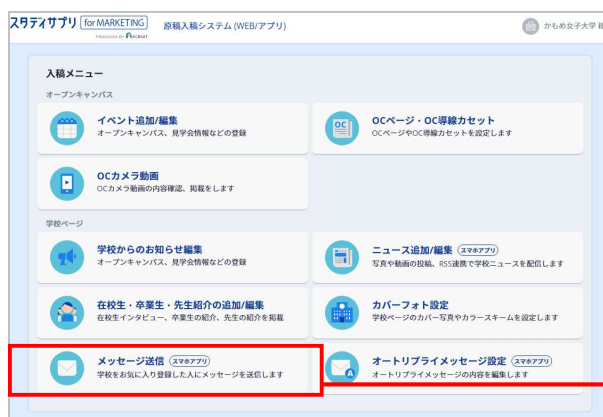 スタディサプリ for MARKETING 原稿入稿システム (WEB/アプリ) かもめ女子大学 様
PRODUCED BY RECRUIT
入稿メニュー
オープンキャンパス
イベント追加/編集
オープンキャンパス、見学会情報などの登録
OC
OCページ・OC導線カセット
OCページやOC導線カセットを設定します
OCカメラ動画
OCカメラ動画の内容確認、掲載をします
学校ページ
学校からのお知らせ編集
オープンキャンパス、見学会情報などの登録
ニュース追加/編集 スマホアプリ
写真や動画の投稿、RSS連携で学校ニュースを配信します
在校生・卒業生・先生紹介の追加/編集
在校生インタビュー、卒業生の紹介、先生の紹介を掲載
カバーフォト設定
学校ページのカバー写真やカラースキームを設定します
メッセージ送信 スマホアプリ
学校をお気に入り登録した人にメッセージを送信します
A
オートリプライメッセージ設定 スマホアプリ
オートリプライメッセージの内容を編集します